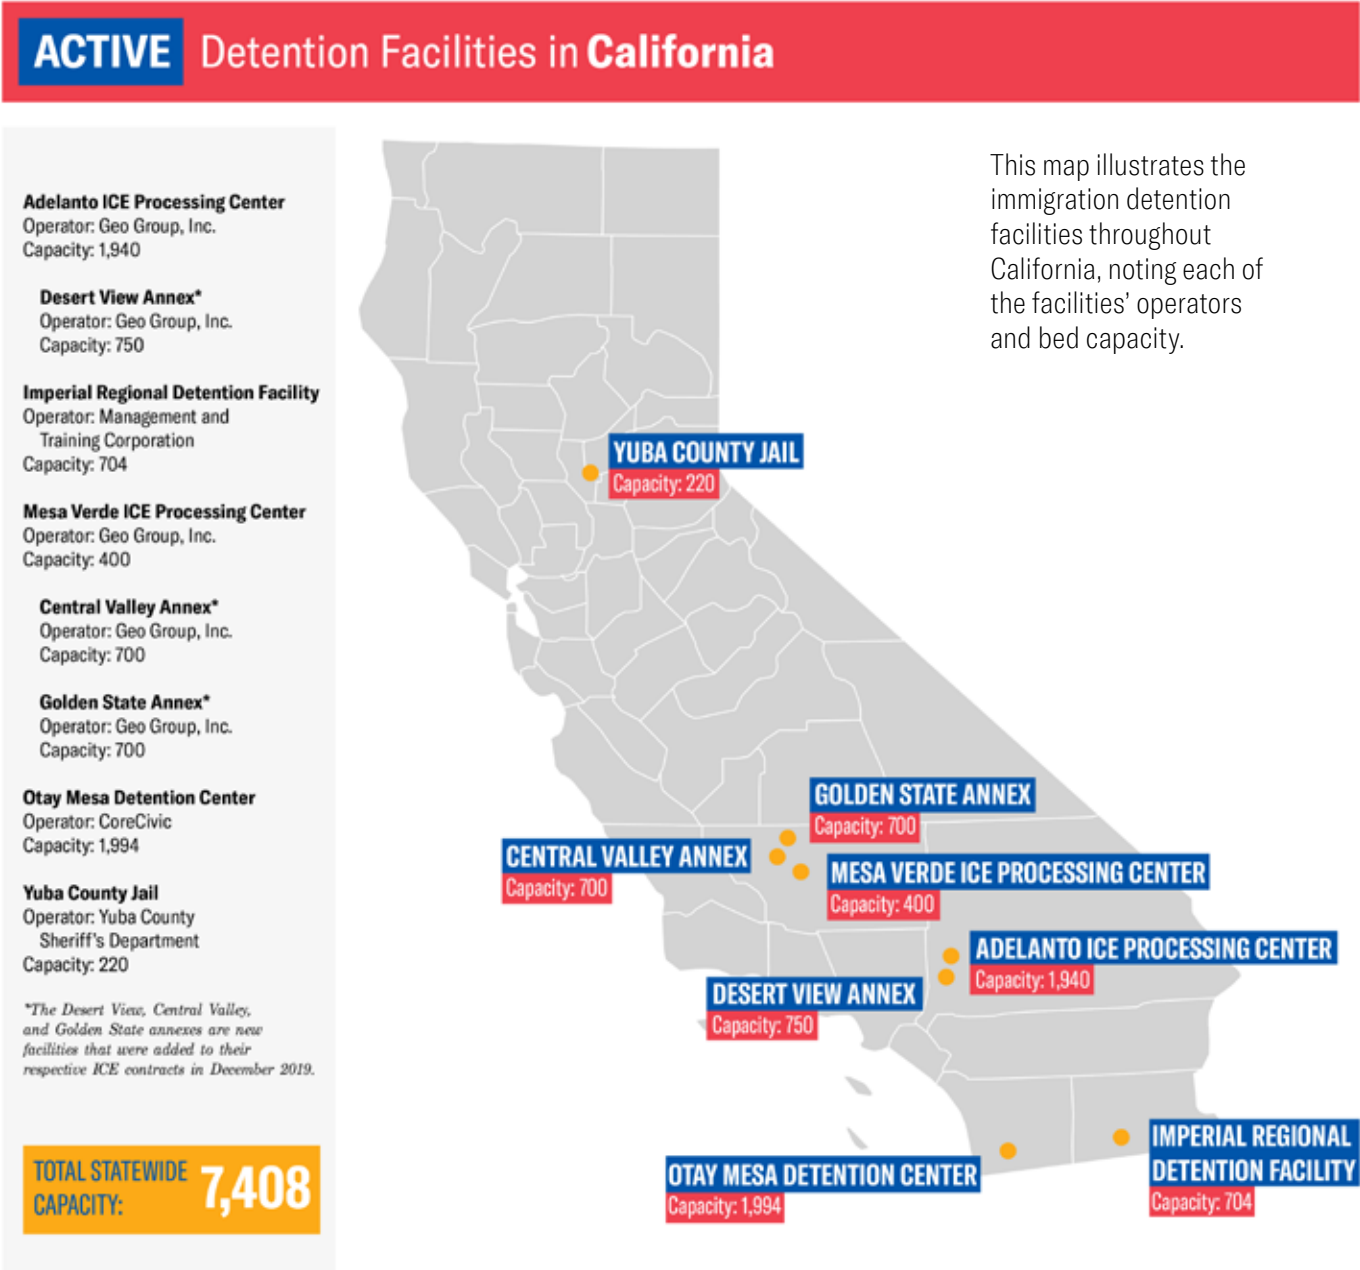 ACTIVE Detention Facilities in California
Adelanto ICE Processing Center
Operator: Geo Group, Inc.
Capacity: 1,940
Desert View Annex*
Operator: Geo Group, Inc.
Capacity: 750
Imperial Regional Detention Facility
Operator: Management and
Training Corporation
Capacity: 704
Mesa Verde ICE Processing Center
Operator: Geo Group, Inc.
Capacity: 400
Central Valley Annex*
Operator: Geo Group, Inc.
Capacity: 700
Golden State Annex*
Operator: Geo Group, Inc.
Capacity: 700
Otay Mesa Detention Center
Operator: CoreCivic
Capacity: 1,994
Yuba County Jail
Operator: Yuba County
Sheriff's Department
Capacity: 220
*The Desert View, Central Valley,
and Golden State annexes are new
facilities that were added to their
respective ICE contracts in December 2019.
TOTAL STATEWIDE
CAPACITY:
7,408
This map illustrates the
immigration detention
facilities throughout
California, noting each of
the facilities’ operators
and bed capacity.
YUBA COUNTY JAIL
Capacity: 220
GOLDEN STATE ANNEX
Capacity: 700
CENTRAL VALLEY ANNEX
Capacity: 700
MESA VERDE ICE PROCESSING CENTER
Capacity: 400
ADELANTO ICE PROCESSING CENTER
Capacity: 1,940
DESERT VIEW ANNEX
Capacity: 750
IMPERIAL REGIONAL
DETENTION FACILITY
Capacity: 704
OTAY MESA DETENTION CENTER
Capacity: 1,994